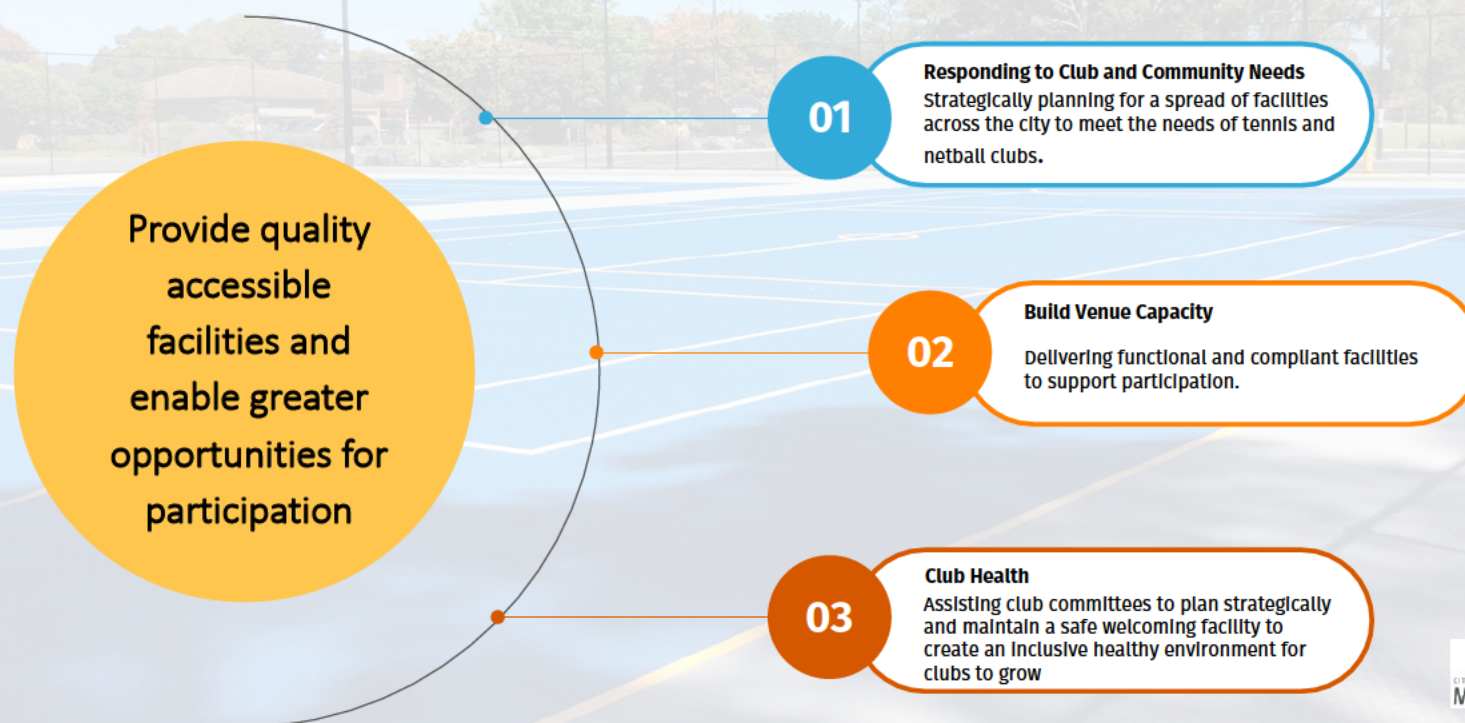 Provide quality
accessible
facilities and
enable greater
opportunities for
participation
01
Responding to Club and Community Needs
Strategically planning for a spread of facilities
across the city to meet the needs of tennis and
netball clubs.
02
Build Venue Capacity
Delivering functional and compliant facilities
to support participation.
03
Club Health
Assisting club committees to plan strategically
and maintain a safe welcoming facility to
create an inclusive healthy environment for
clubs to grow